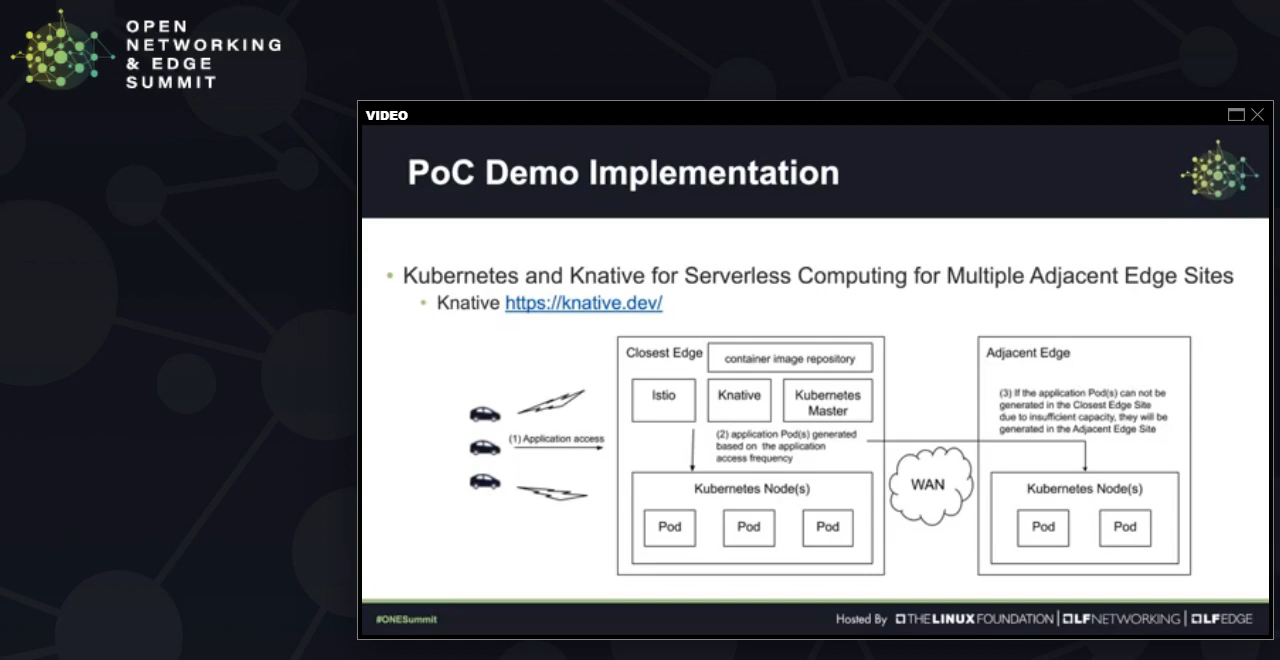 OPEN
NETWORKING
& EDGE
SUMMIT
VIDEO
PoC Demo Implementation
• Kubernetes and Knative for Serverless Computing for Multiple Adjacent Edge Sites
• Knative https://knative.dev/
Closest Edge
container image repository
Istio
Knative
Kubernetes
Master
(1) Application access
(2) application Pod(s) generated
based on the application
access frequency
Kubernetes Node(s)
Pod
Pod
Pod
WAN
Adjacent Edge
(3) If the application Pod(s) can not be
generated in the Closest Edge Site
due to insufficient capacity, they will be
generated in the Adjacent Edge Site
Kubernetes Node(s)
Pod
Pod
#ONESummit
Hosted By THE LINUX FOUNDATION | LF NETWORKING | LF EDGE